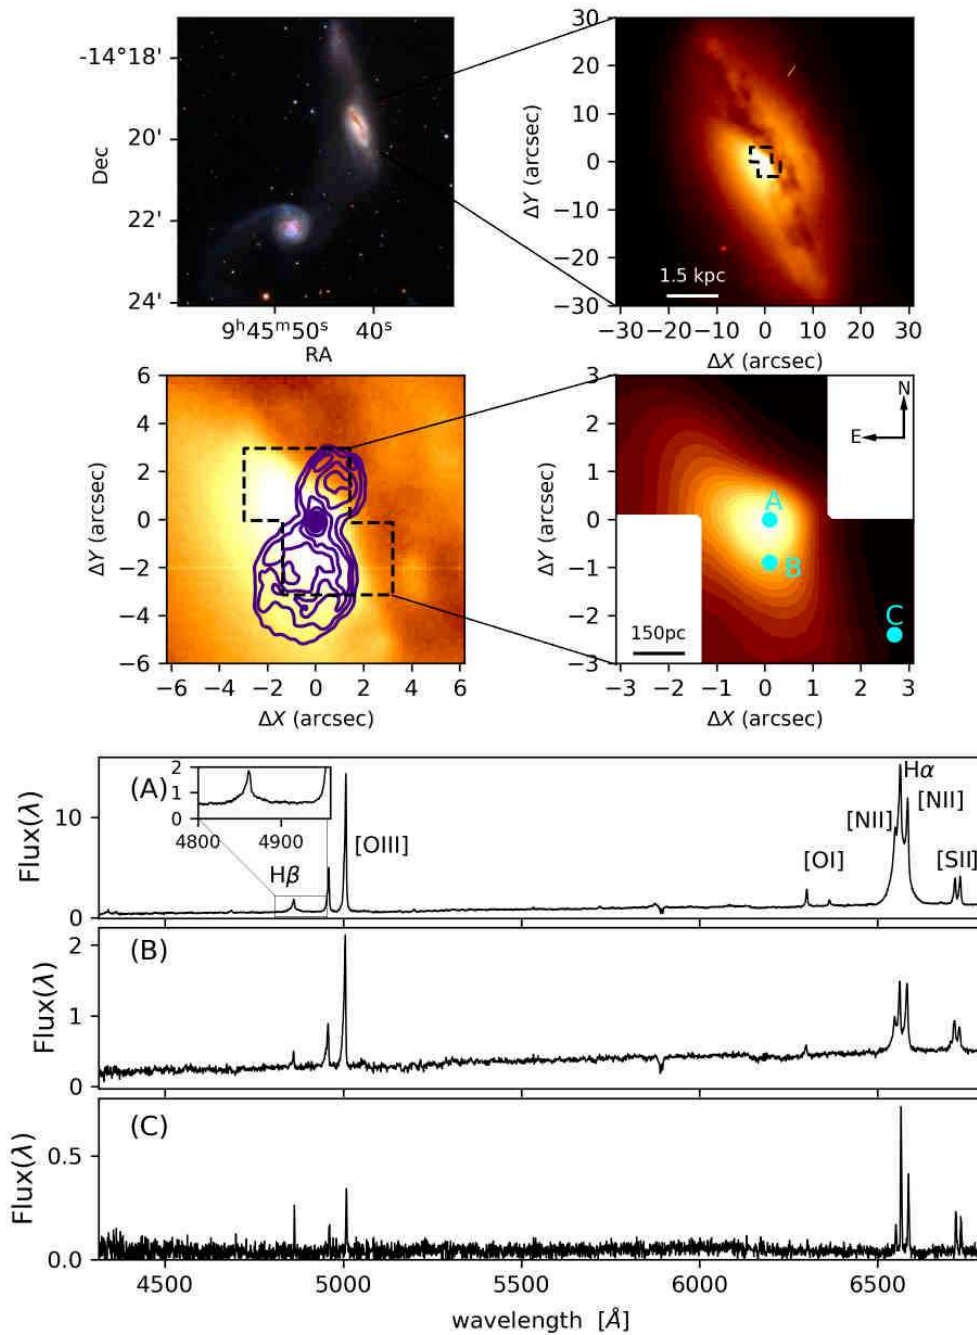 -14°18'
20'
22'
24'
Dec
9ʰ45ᵐ50ˢ 40ˢ
RA
30
20
10
0
−10
−20
−30
ΔY (arcsec)
1.5 kpc
−30 −20 −10 0 10 20 30
ΔX (arcsec)
6
4
2
0
−2
−4
−6
ΔY (arcsec)
−6 −4 −2 0 2 4 6
ΔX (arcsec)
3
2
1
0
−1
−2
−3
ΔY (arcsec)
N
E
A
B
C
150pc
−3 −2 −1 0 1 2 3
ΔX (arcsec)
(A)
2
1
0
4800 4900
Hβ
[OIII]
[OI]
[NII]
Hα
[NII]
[SII]
10
0
Flux(λ)
(B)
2
1
0
Flux(λ)
(C)
0.5
0.0
Flux(λ)
4500 5000 5500 6000 6500
wavelength [Å]